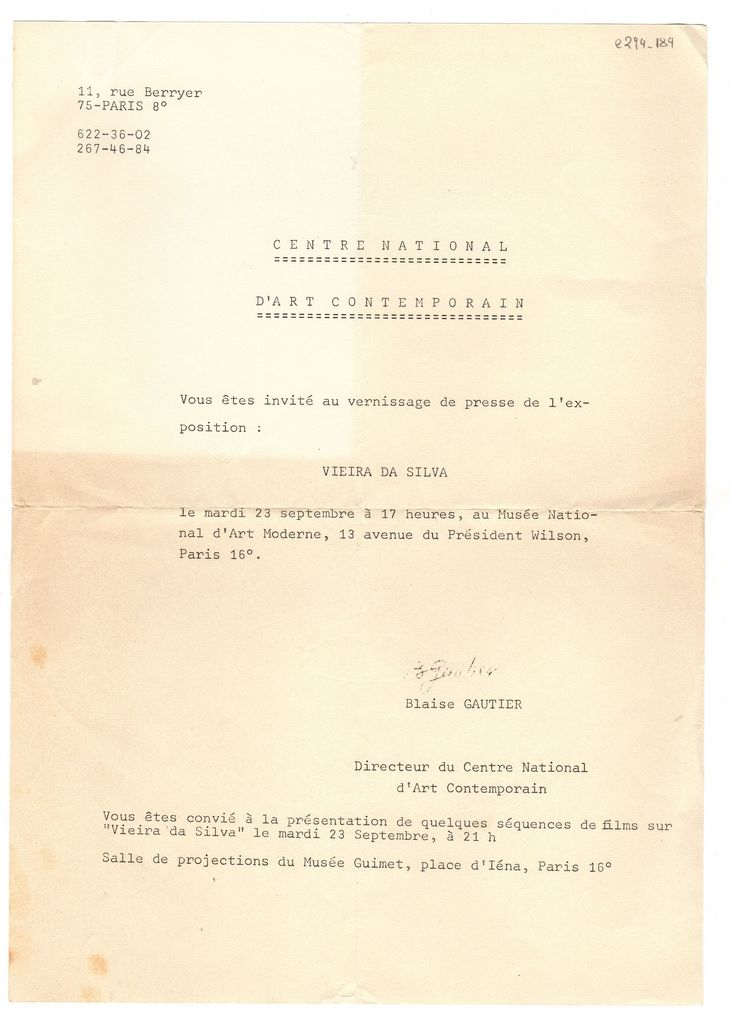 e294_189
11, rue Berryer
75-PARIS 8°
622-36-02
267-46-84
CENTRE NATIONAL
D'ART CONTEMPORAIN
Vous êtes invité au vernissage de presse de l'ex-
position :
VIEIRA DA SILVA
le mardi 23 septembre à 17 heures, au Musée Natio-
nal d'Art Moderne, 13 avenue du Président Wilson,
Paris 16°.
B Gautier
Blaise GAUTIER
Directeur du Centre National
d'Art Contemporain
Vous êtes convié à la présentation de quelques séquences de films sur
"Vieira da Silva" le mardi 23 Septembre, à 21 h
Salle de projections du Musée Guimet, place d'Iéna, Paris 16°